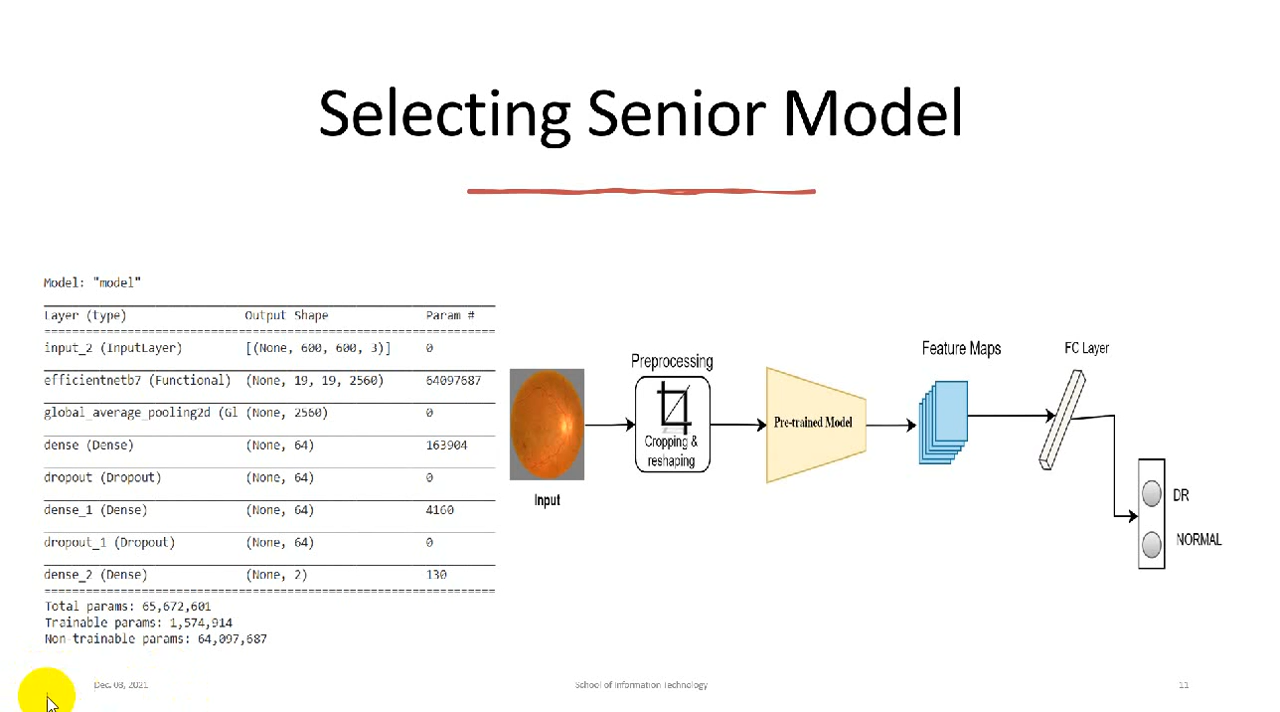 Selecting Senior Model
Model: "model"
Layer (type) Output Shape Param #
input_2 (InputLayer) [(None, 600, 600, 3)] 0
efficientnetb7 (Functional) (None, 19, 19, 2560) 64097687
global_average_pooling2d (Gl (None, 2560) 0
dense (Dense) (None, 64) 163904
dropout (Dropout) (None, 64) 0
dense_1 (Dense) (None, 64) 4160
dropout_1 (Dropout) (None, 64) 0
dense_2 (Dense) (None, 2) 130
Total params: 65,672,601
Trainable params: 1,574,914
Non-trainable params: 64,097,687
Input
Preprocessing
Cropping &
reshaping
Pre-trained Model
Feature Maps
FC Layer
DR
NORMAL
Dec. 03, 2021
School of Information Technology
11